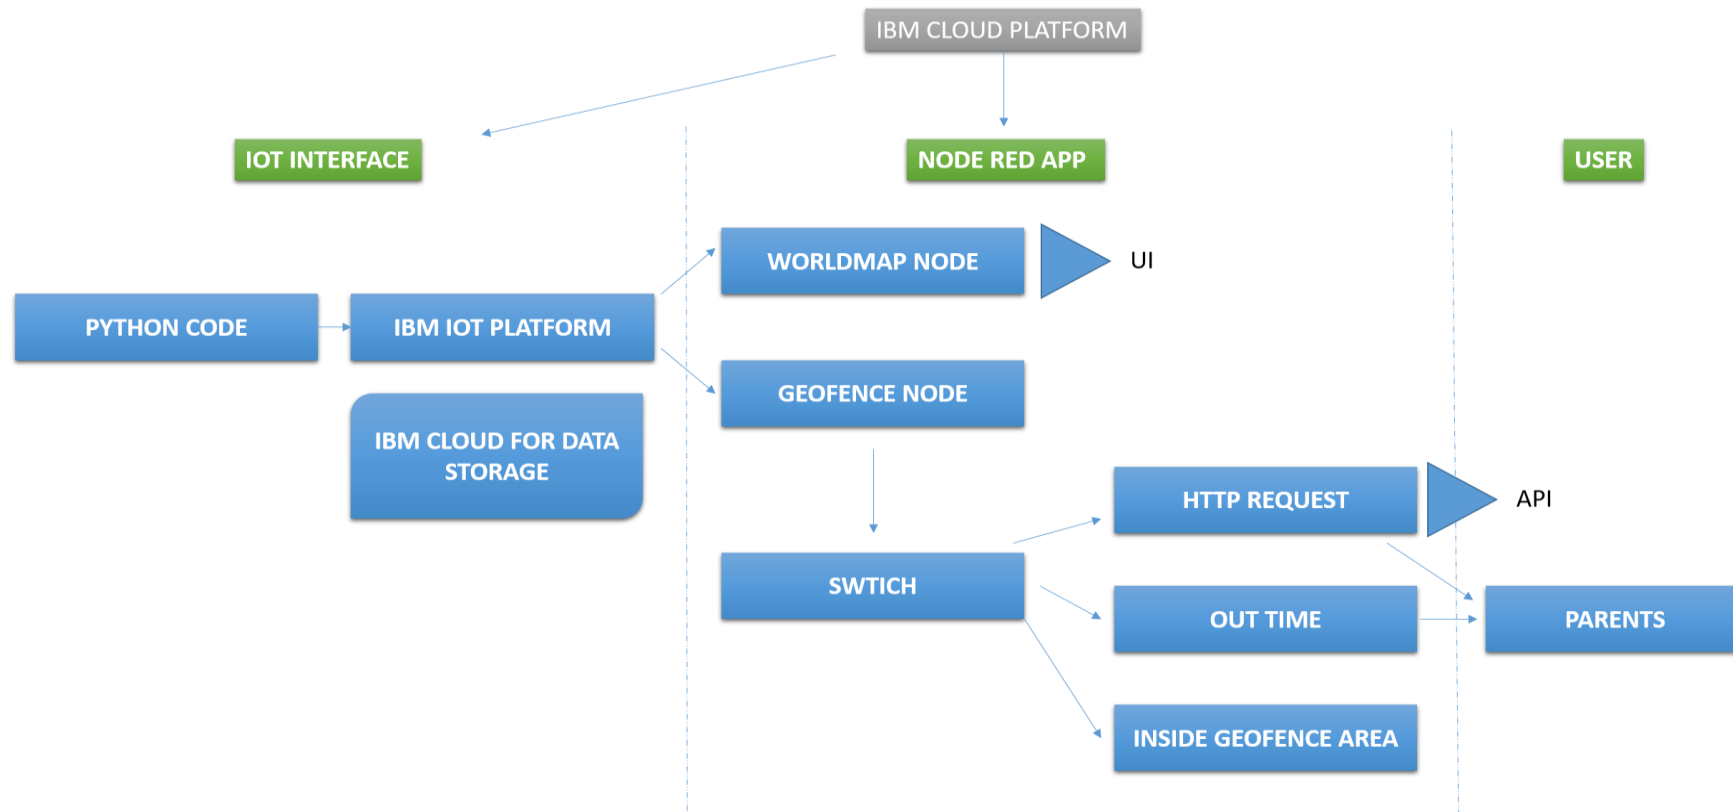 IBM CLOUD PLATFORM
IOT INTERFACE
NODE RED APP
USER
WORLDMAP NODE
UI
PYTHON CODE
IBM IOT PLATFORM
GEOFENCE NODE
IBM CLOUD FOR DATA
STORAGE
HTTP REQUEST
API
SWTICH
OUT TIME
PARENTS
INSIDE GEOFENCE AREA